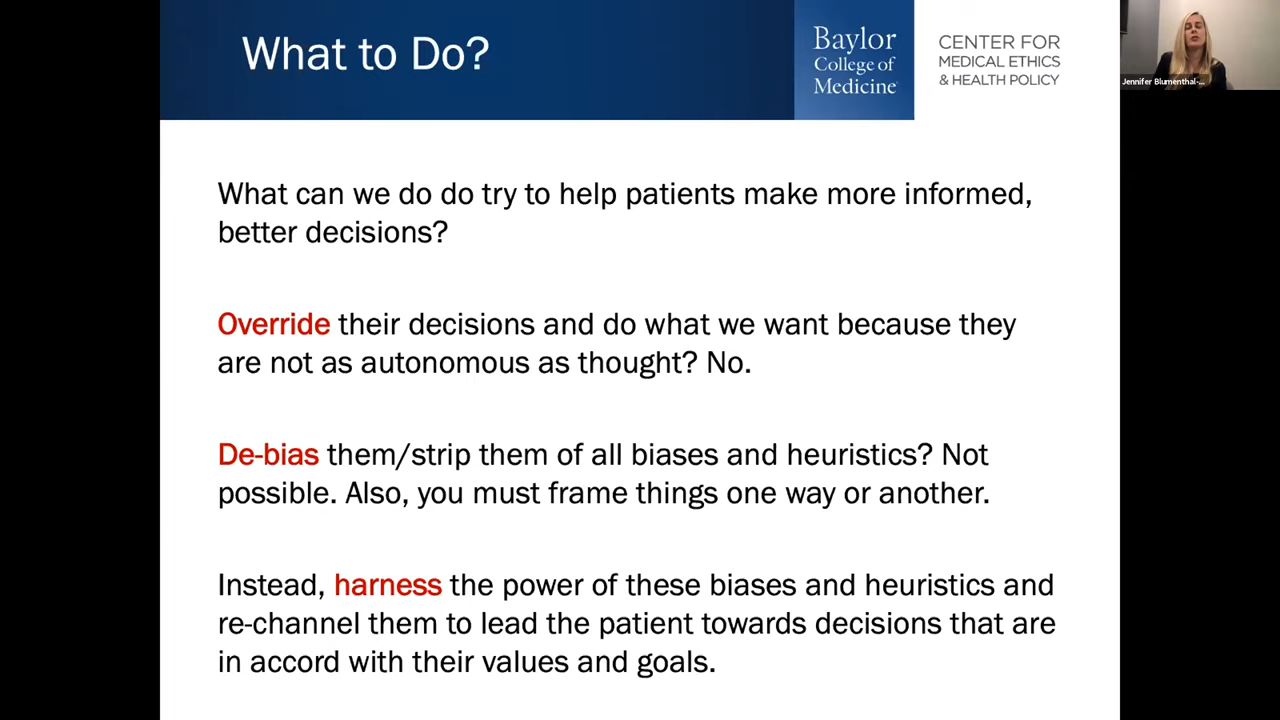 What to Do?
Baylor
College of
Medicine
CENTER FOR
MEDICAL ETHICS
& HEALTH POLICY
Jennifer Blumenthal-...
What can we do do try to help patients make more informed,
better decisions?
Override their decisions and do what we want because they
are not as autonomous as thought? No.
De-bias them/strip them of all biases and heuristics? Not
possible. Also, you must frame things one way or another.
Instead, harness the power of these biases and heuristics and
re-channel them to lead the patient towards decisions that are
in accord with their values and goals.